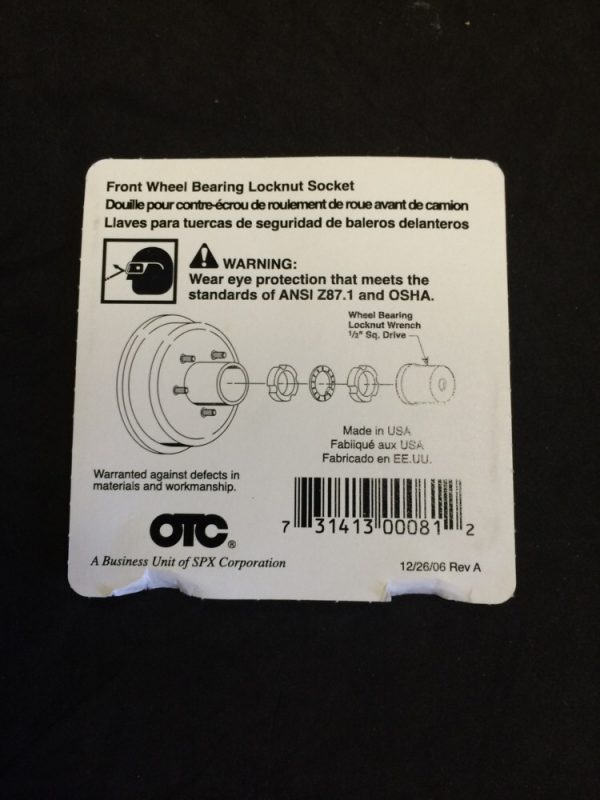 Front Wheel Bearing Locknut Socket
Douille pour contre-écrou de roulement de roue avant de camion
Llaves para tuercas de seguridad de baleros delanteros
WARNING:
Wear eye protection that meets the
standards of ANSI Z87.1 and OSHA.
Wheel Bearing
Locknut Wrench
1/2" Sq. Drive
Made in USA
Fabiiqué aux USA
Fabricado en EE.UU.
Warranted against defects in
materials and workmanship.
OTC®
A Business Unit of SPX Corporation
7 31413 00081 2
12/26/06 Rev A